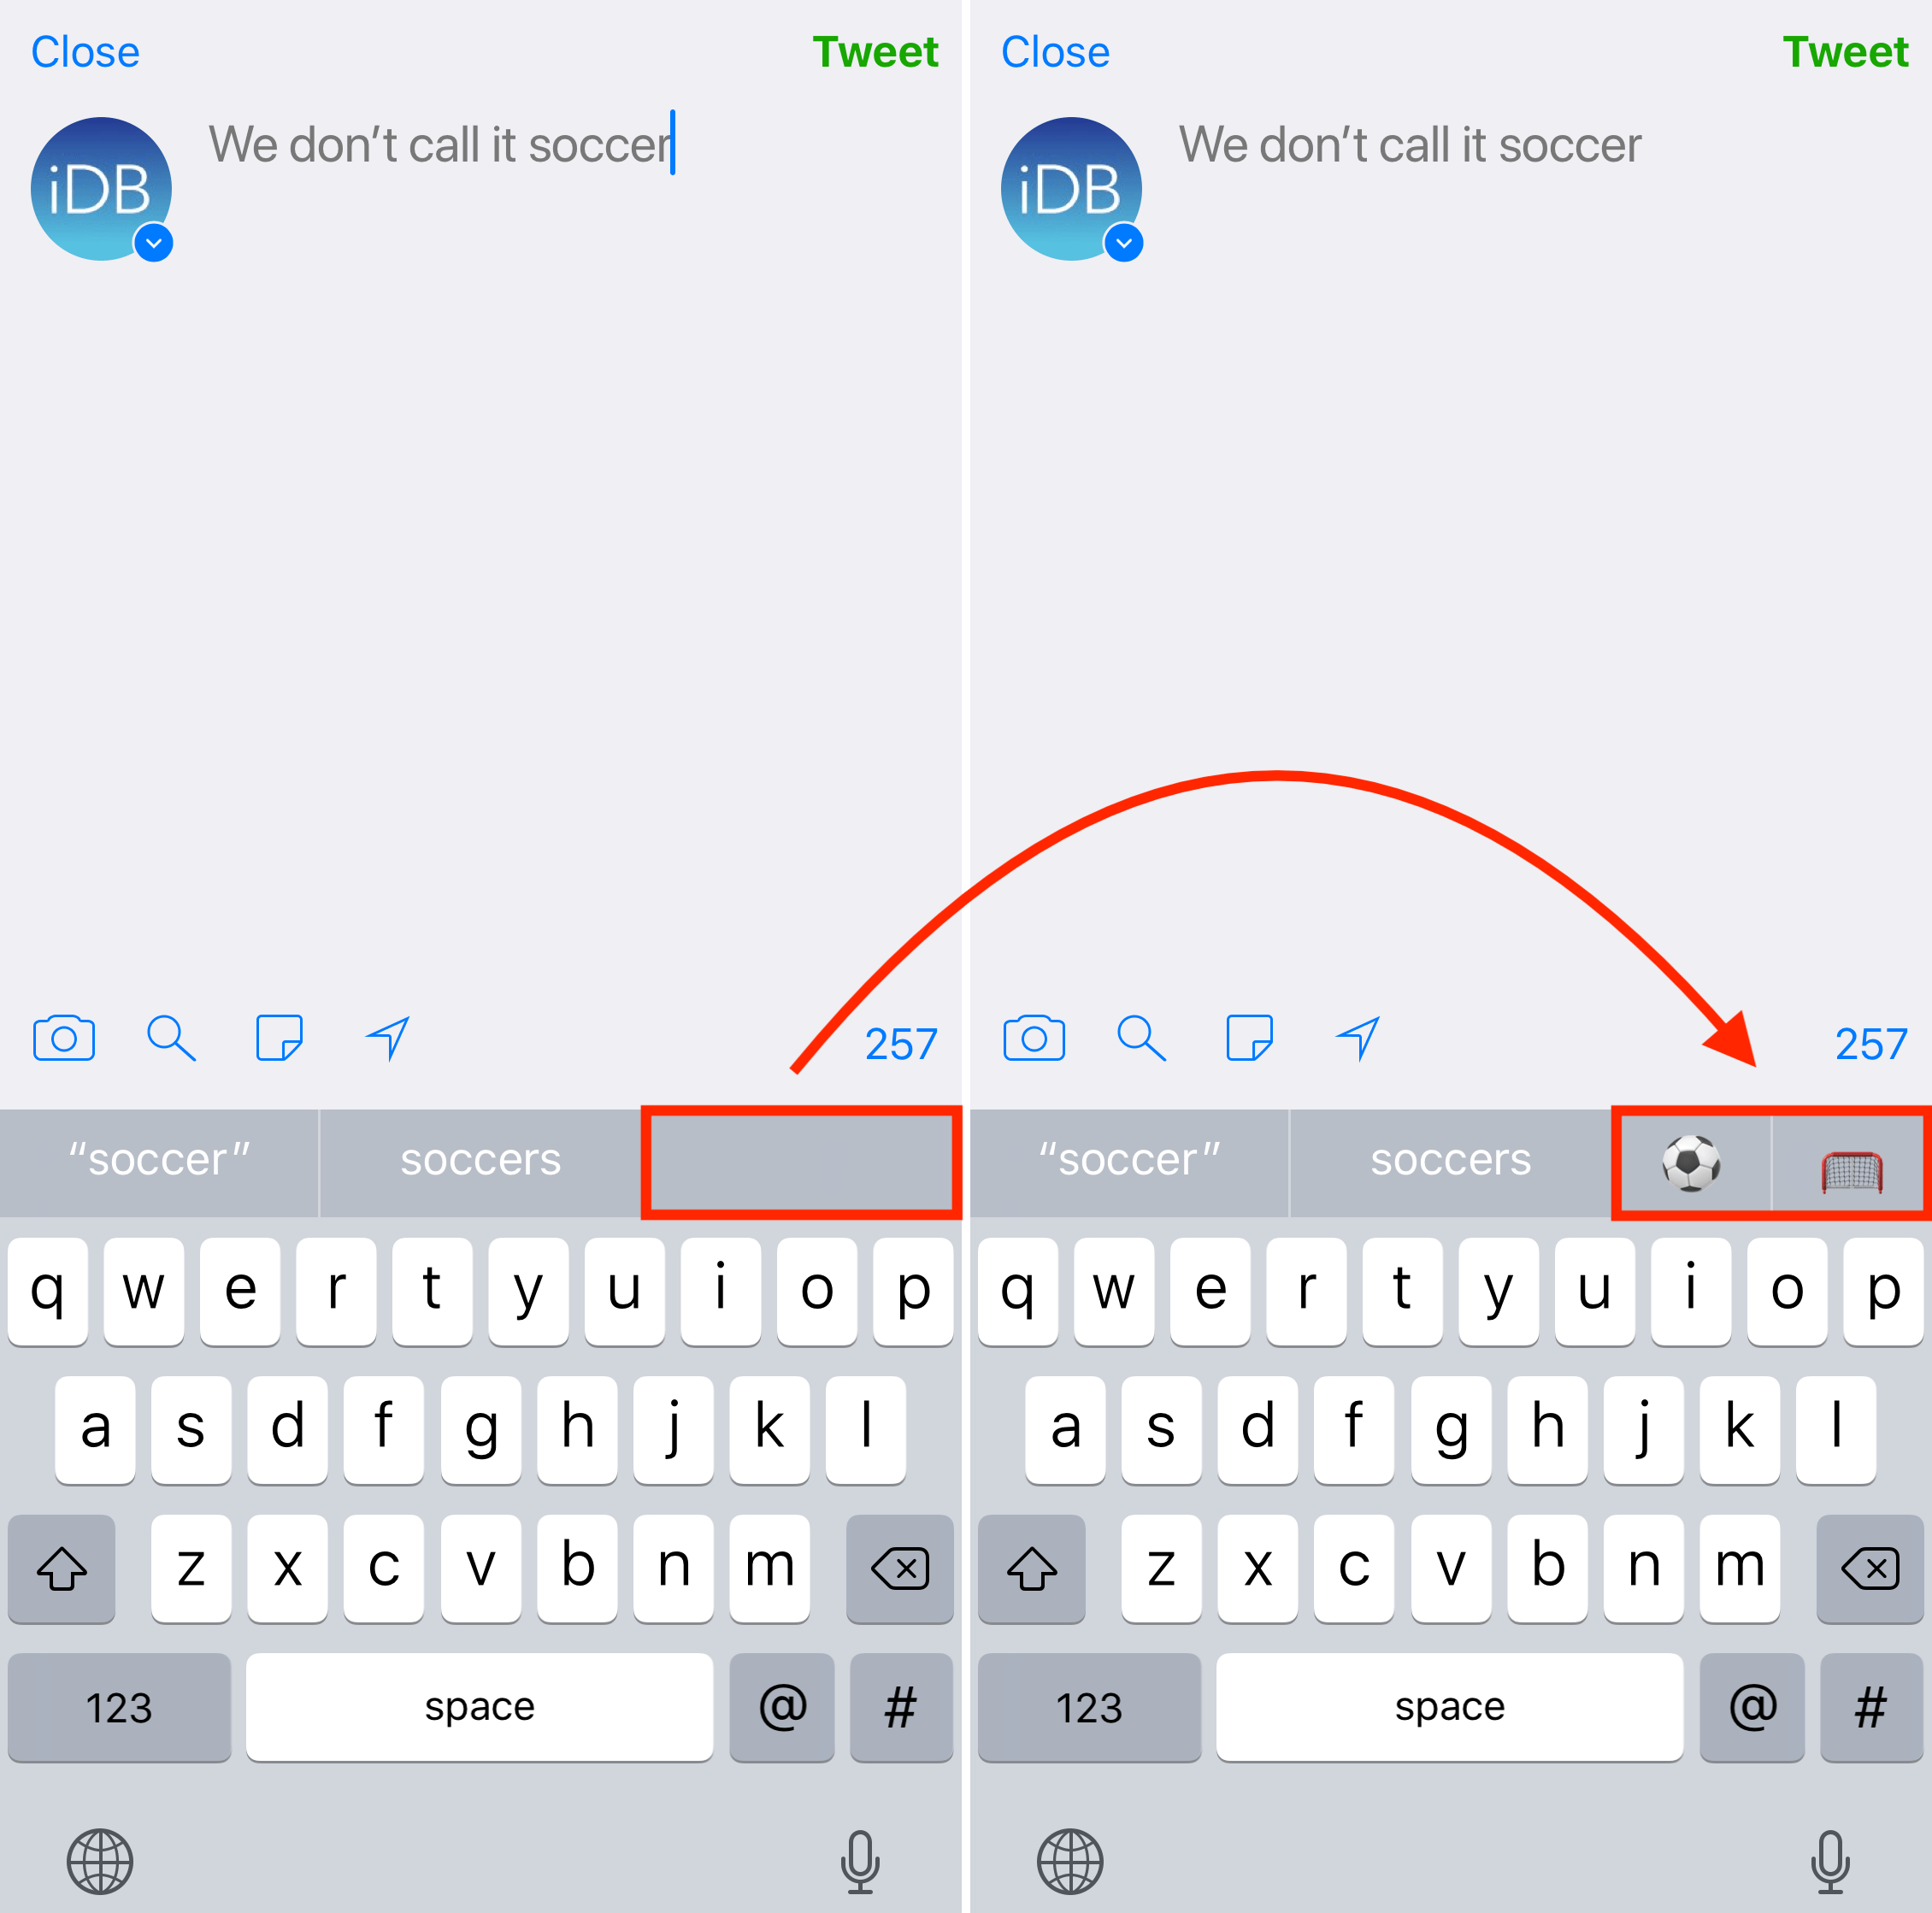 Close Tweet
iDB We don’t call it soccer
257
“soccer” soccers
q w e r t y u i o p
a s d f g h j k l
z x c v b n m
123 space @ #
Close Tweet
iDB We don’t call it soccer
257
“soccer” soccers ⚽ 🥅
q w e r t y u i o p
a s d f g h j k l
z x c v b n m
123 space @ #